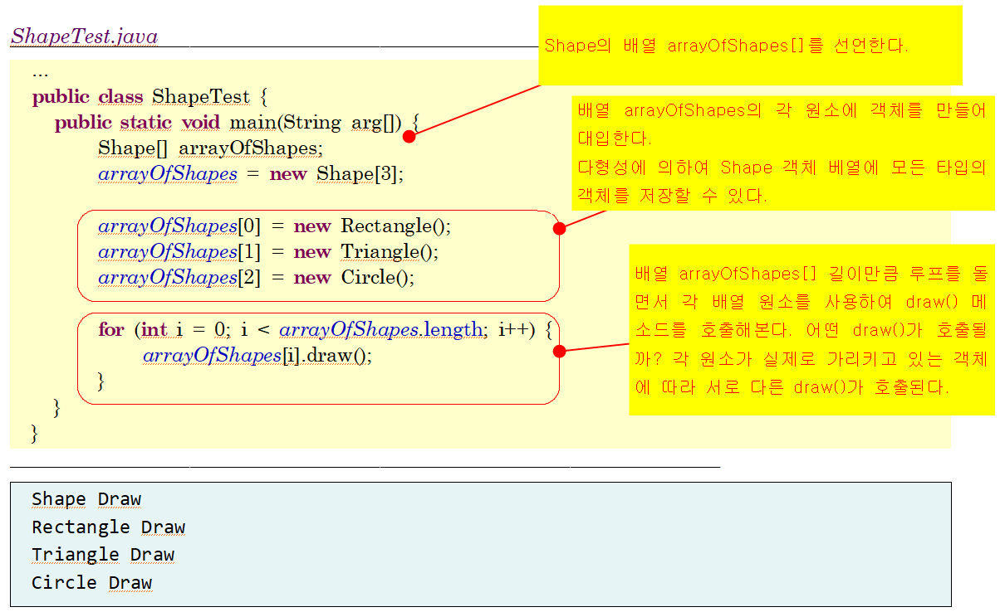 ShapeTest.java
...
public class ShapeTest {
public static void main(String arg[]) {
Shape[] arrayOfShapes;
arrayOfShapes = new Shape[3];
arrayOfShapes[0] = new Rectangle();
arrayOfShapes[1] = new Triangle();
arrayOfShapes[2] = new Circle();
for (int i = 0; i < arrayOfShapes.length; i++) {
arrayOfShapes[i].draw();
}
}
}
Shape의 배열 arrayOfShapes[]를 선언한다.
배열 arrayOfShapes의 각 원소에 객체를 만들어
대입한다.
다형성에 의하여 Shape 객체 베열에 모든 타입의
객체를 저장할 수 있다.
배열 arrayOfShapes[] 길이만큼 루프를 돌
면서 각 배열 원소를 사용하여 draw() 메
소드를 호출해본다. 어떤 draw()가 호출될
까? 각 원소가 실제로 가리키고 있는 객체
에 따라 서로 다른 draw()가 호출된다.
Shape Draw
Rectangle Draw
Triangle Draw
Circle Draw